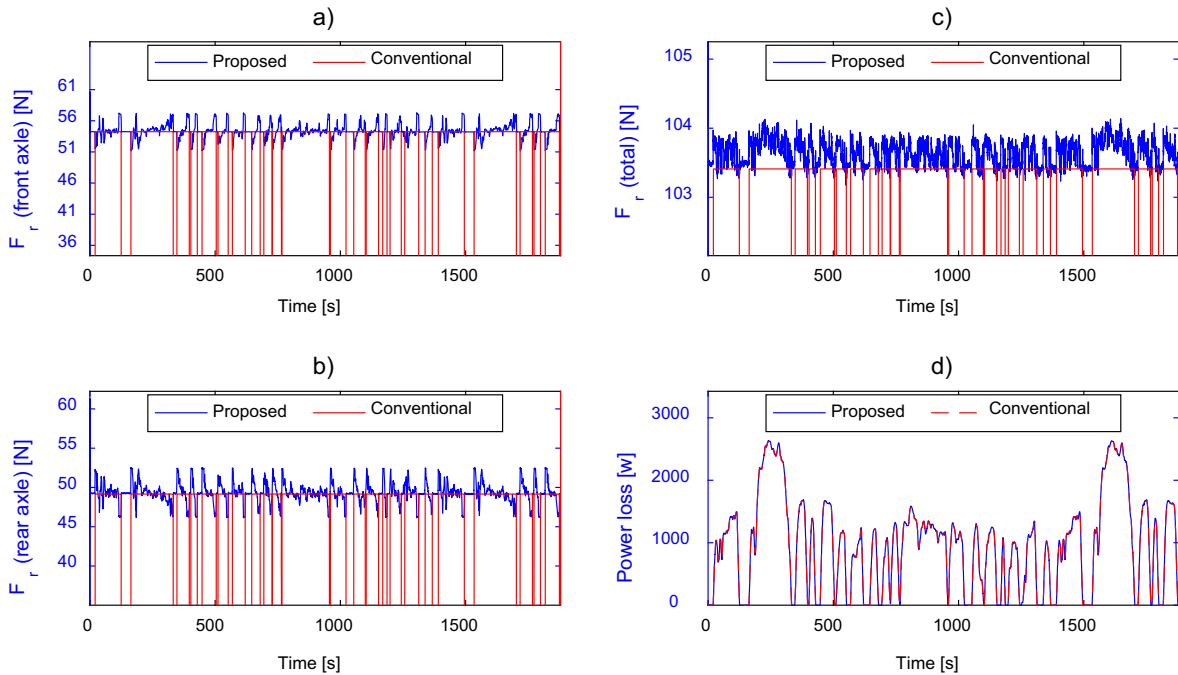 a)
Proposed Conventional
F r (front axle) [N]
61
56
51
46
41
36
0 500 1000 1500
Time [s]
c)
Proposed Conventional
F r (total) [N]
105
104
103
0 500 1000 1500
Time [s]
b)
Proposed Conventional
F r (rear axle) [N]
60
55
50
45
40
0 500 1000 1500
Time [s]
d)
Proposed Conventional
Power loss [w]
3000
2000
1000
0
0 500 1000 1500
Time [s]